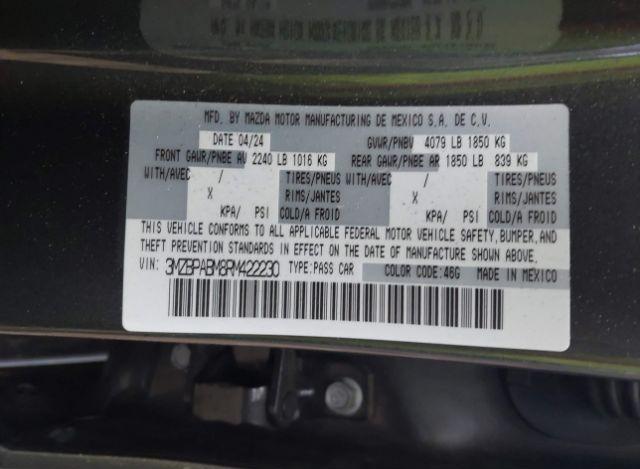 MFD. BY MAZDA MOTOR MANUFACTURING DE MEXICO S.A. DE C.V.
DATE 04/24 GVWR/PNBV 4079 LB 1850 KG
FRONT GAWR/PNBE AV 2240 LB 1016 KG REAR GAWR/PNBE AR 1850 LB 839 KG
WITH/AVEC / TIRES/PNEUS WITH/AVEC / TIRES/PNEUS
X RIMS/JANTES X RIMS/JANTES
KPA/ PSI COLD/A FROID KPA/ PSI COLD/A FROID
THIS VEHICLE CONFORMS TO ALL APPLICABLE FEDERAL MOTOR VEHICLE SAFETY, BUMPER, AND
THEFT PREVENTION STANDARDS IN EFFECT ON THE DATE OF MANUFACTURE SHOWN ABOVE.
VIN: 3MZBPABM8RM422230 TYPE:PASS CAR COLOR CODE:46G MADE IN MEXICO